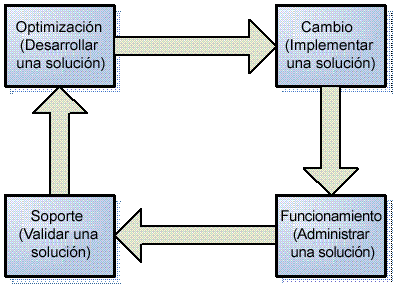 Optimización
(Desarrollar
una solución)
Cambio
(Implementar
una solución)
Soporte
(Validar una
solución)
Funcionamiento
(Administrar
una solución)